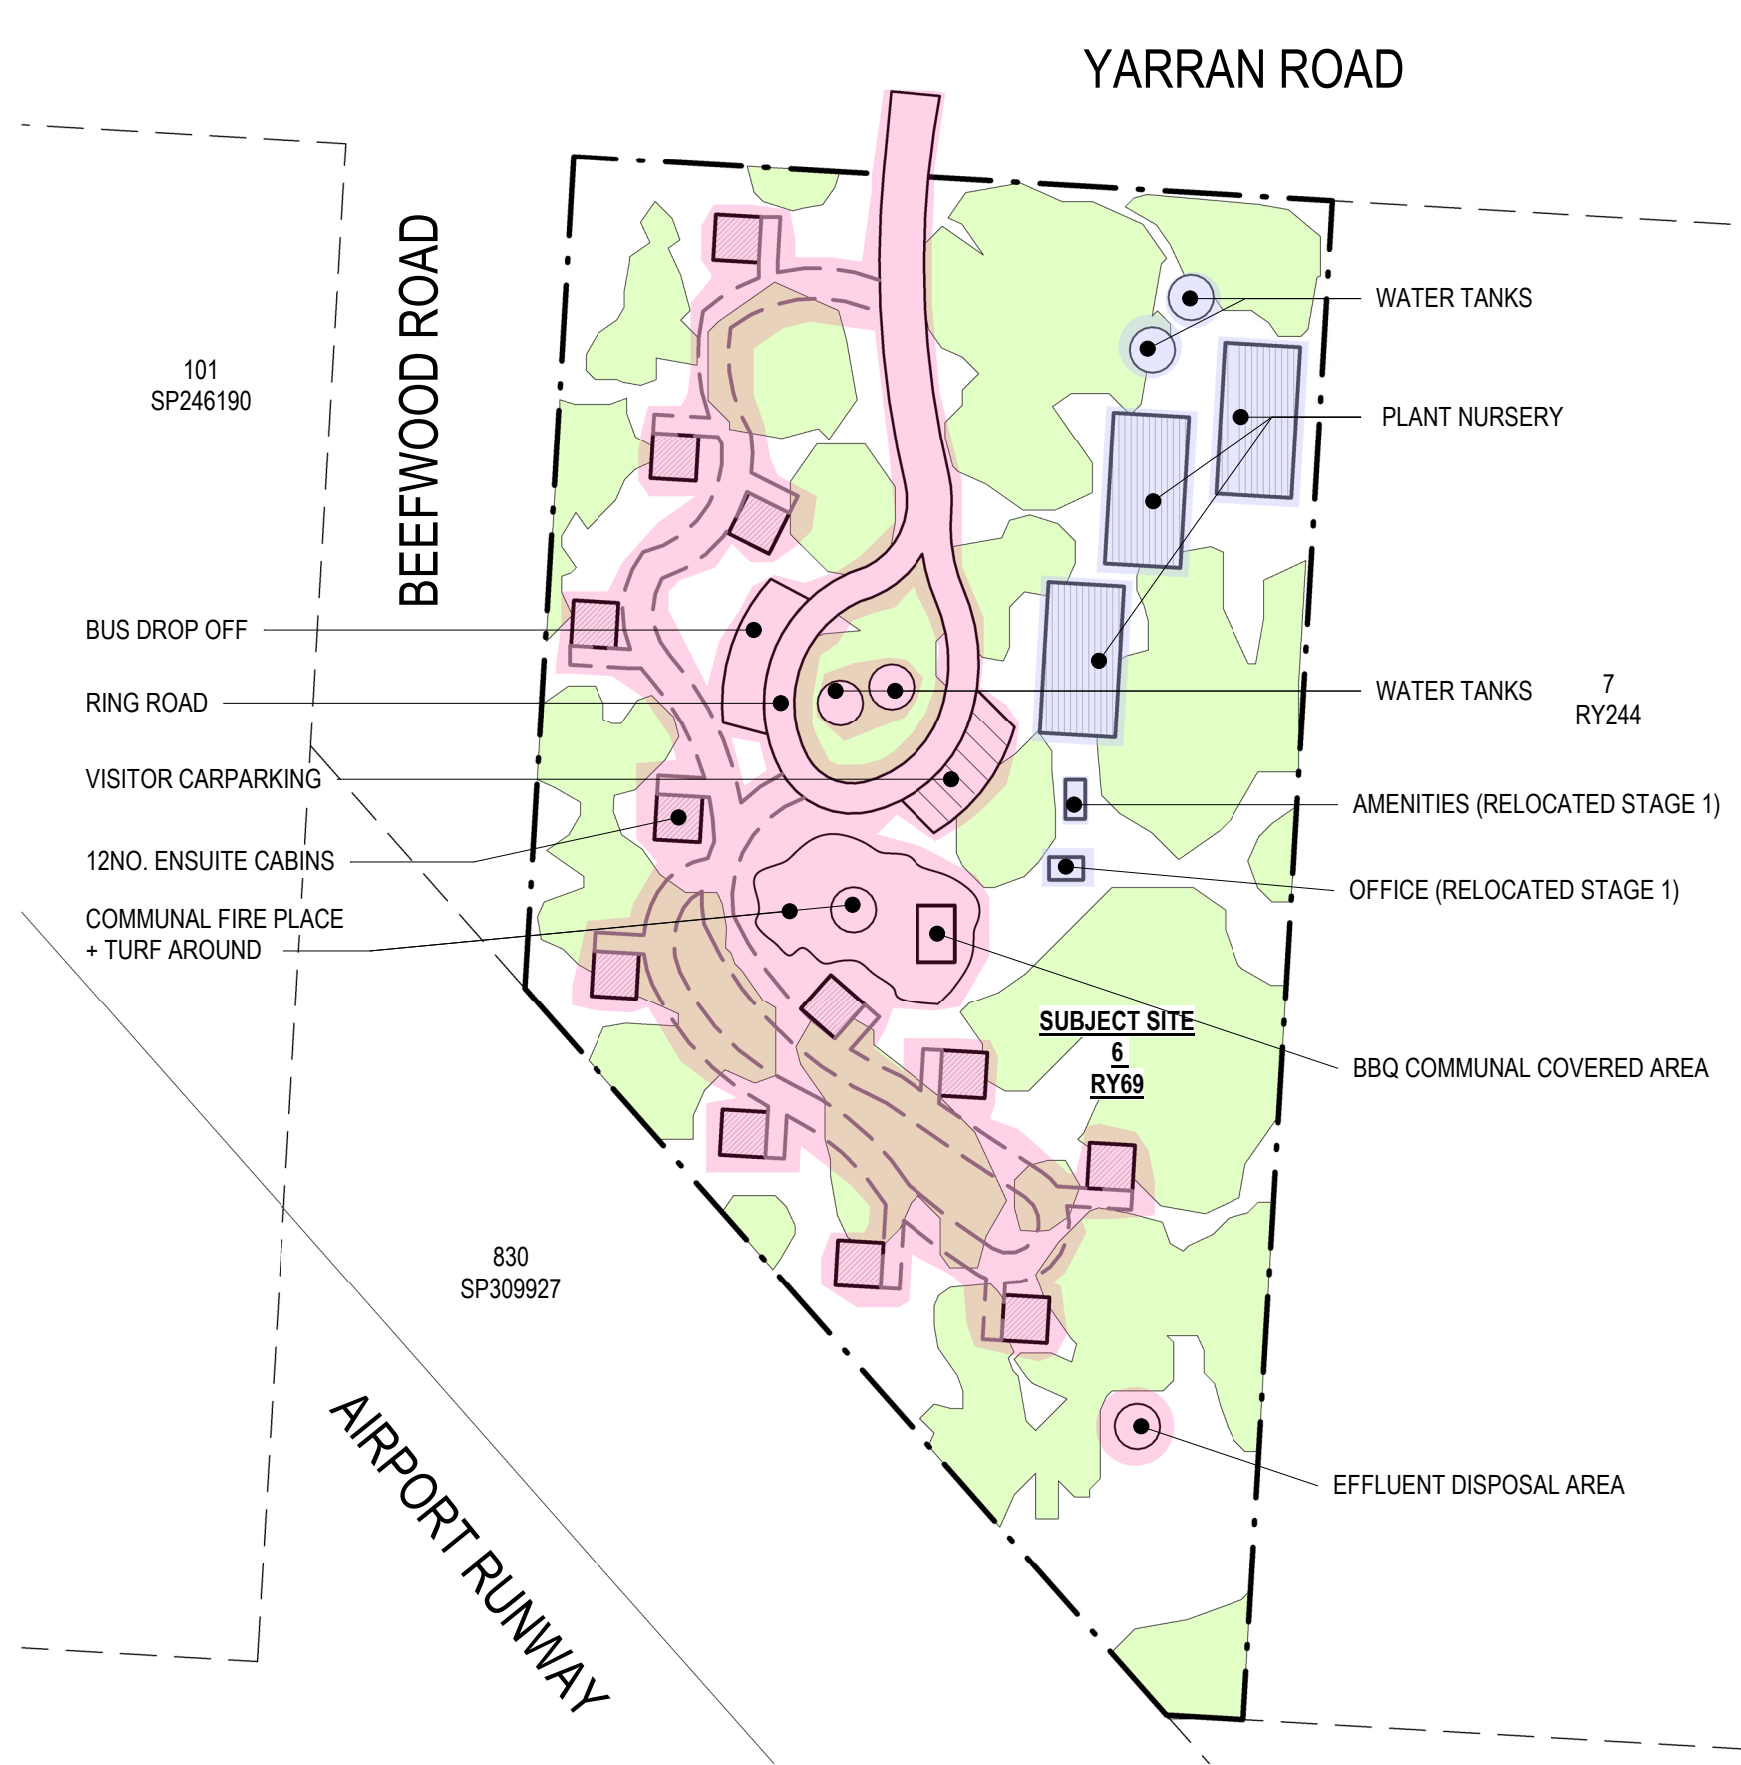 YARRAN ROAD
BEEFWOOD ROAD
101
SP246190
WATER TANKS
PLANT NURSERY
BUS DROP OFF
RING ROAD
VISITOR CARPARKING
12NO. ENSUITE CABINS
COMMUNAL FIRE PLACE
+ TURF AROUND
WATER TANKS
7
RY244
AMENITIES (RELOCATED STAGE 1)
OFFICE (RELOCATED STAGE 1)
SUBJECT SITE
6
RY69
BBQ COMMUNAL COVERED AREA
830
SP309927
AIRPORT RUNWAY
EFFLUENT DISPOSAL AREA